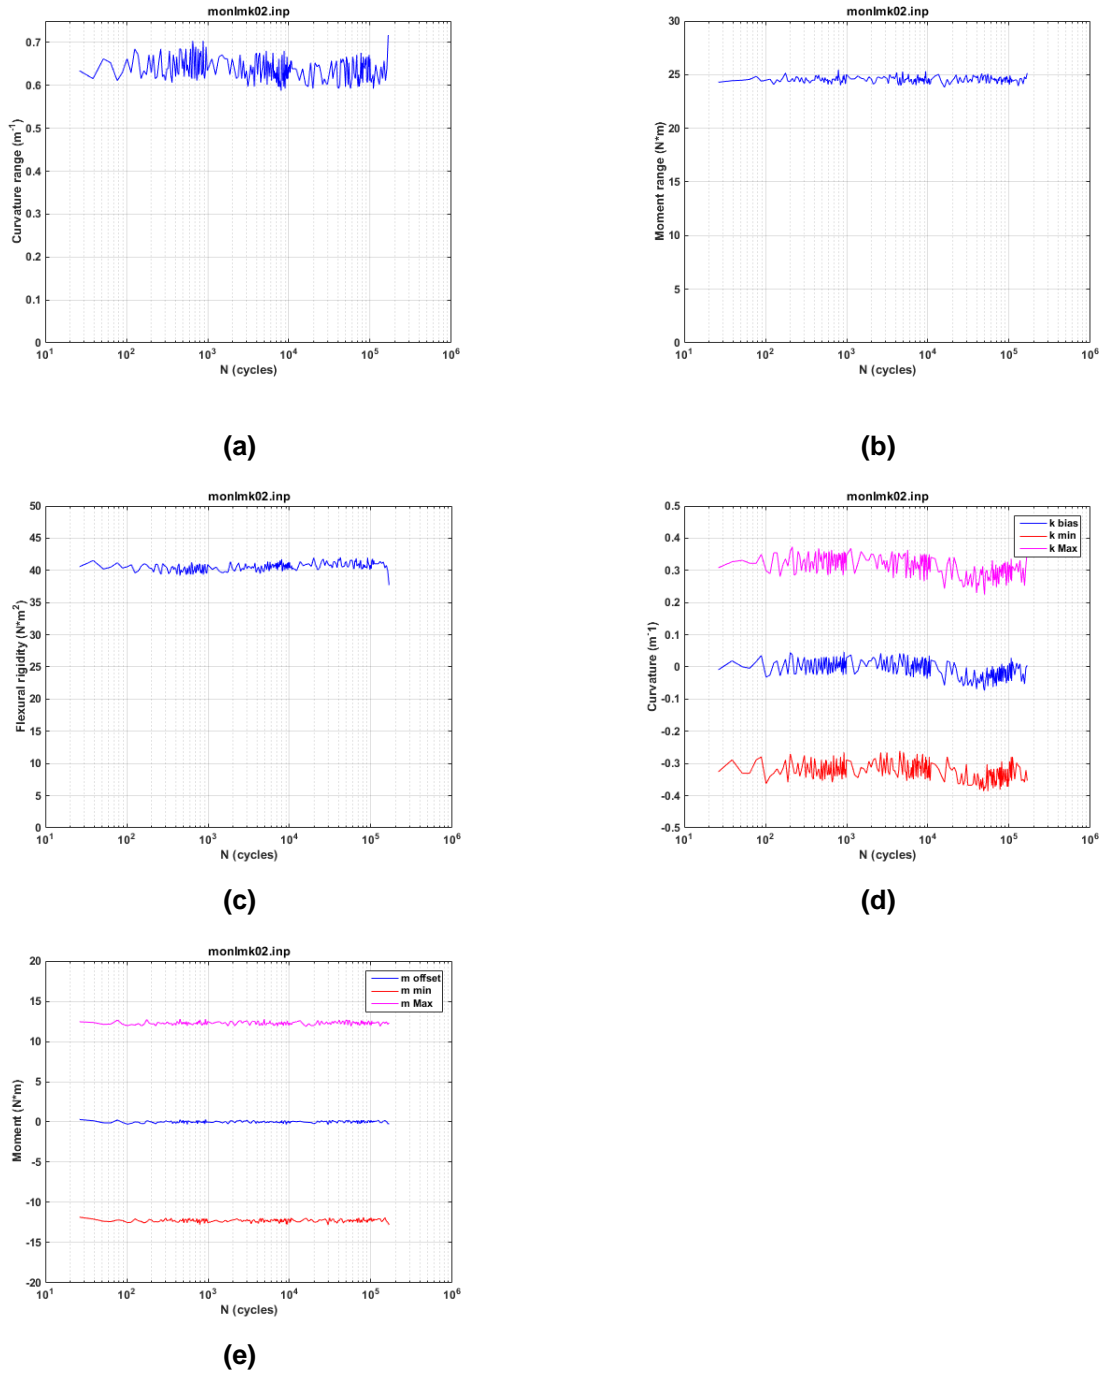 monlmk02.inp
0.7
0.6
0.5
0.4
0.3
0.2
0.1
0
Curvature range (m⁻¹)
10¹ 10² 10³ 10⁴ 10⁵ 10⁶
N (cycles)
(a)
monlmk02.inp
30
25
20
15
10
5
0
Moment range (N*m)
10¹ 10² 10³ 10⁴ 10⁵ 10⁶
N (cycles)
(b)
monlmk02.inp
50
45
40
35
30
25
20
15
10
5
0
Flexural rigidity (N*m²)
10¹ 10² 10³ 10⁴ 10⁵ 10⁶
N (cycles)
(c)
monlmk02.inp
k bias
k min
k Max
0.5
0.4
0.3
0.2
0.1
0
-0.1
-0.2
-0.3
-0.4
-0.5
Curvature (m⁻1)
10¹ 10² 10³ 10⁴ 10⁵ 10⁶
N (cycles)
(d)
monlmk02.inp
m offset
m min
m Max
20
15
10
5
0
-5
-10
-15
-20
Moment (N*m)
10¹ 10² 10³ 10⁴ 10⁵ 10⁶
N (cycles)
(e)